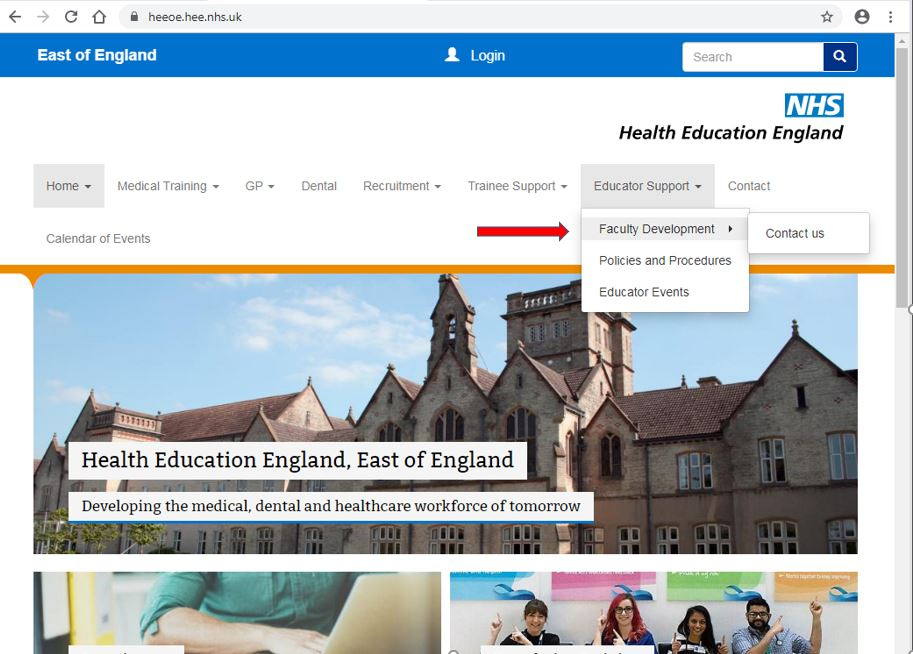 heeoe.hee.nhs.uk
East of England
Login
Search
NHS
Health Education England
Home
Medical Training
GP
Dental
Recruitment
Trainee Support
Educator Support
Contact
Faculty Development
Contact us
Calendar of Events
Policies and Procedures
Educator Events
Health Education England, East of England
Developing the medical, dental and healthcare workforce of tomorrow